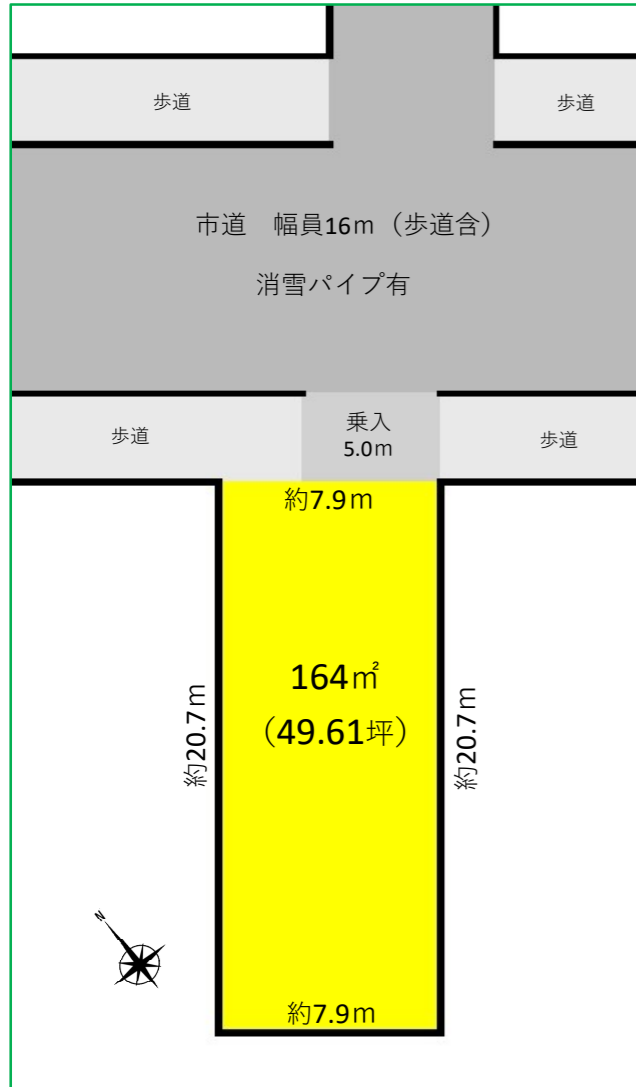 歩道
歩道
市道　幅員16m（歩道含）
消雪パイプ有
歩道
乗入
5.0m
歩道
約7.9m
164㎡
（49.61坪）
約20.7m
約20.7m
N
約7.9m